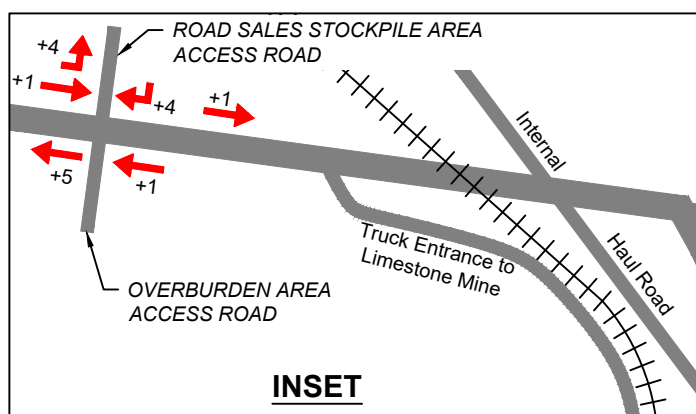 ROAD SALES STOCKPILE AREA
ACCESS ROAD
+4
+1
+4
+1
+5
+1
Internal
Haul Road
Truck Entrance to
Limestone Mine
OVERBURDEN AREA
ACCESS ROAD
INSET